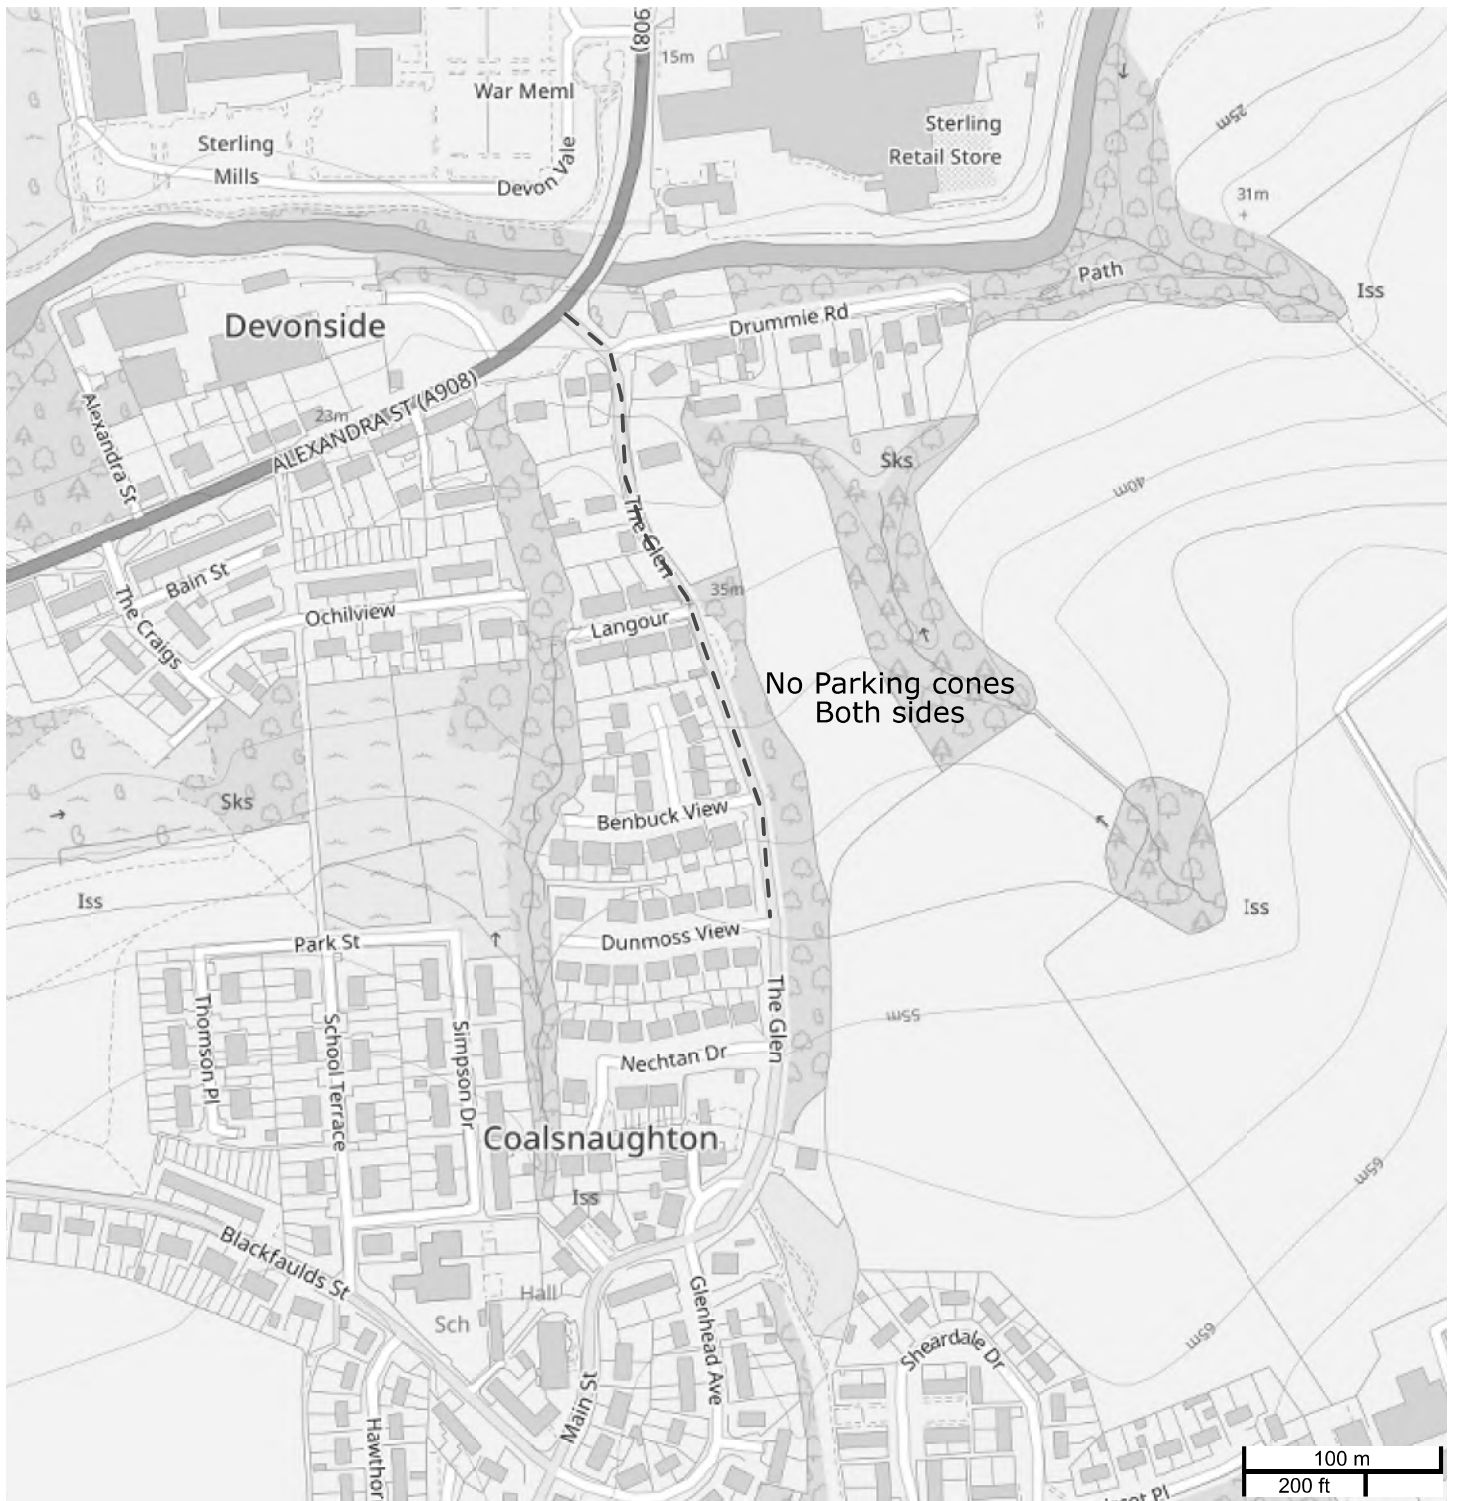 908)
15m
War Meml
Sterling
Mills
Devon Vale
Sterling
Retail Store
25m
31m
Path
Iss
Devonside
Drummie Rd
ALEXANDRA ST (A908)
23m
Alexandra St
Sks
40m
The Glen
35m
Bain St
The Craigs
Ochilview
Langour
No Parking cones
Both sides
Sks
Benbuck View
Iss
Iss
Park St
Dunmoss View
The Glen
55m
Thomson Pl
School Terrace
Simpson Dr
Nechtan Dr
Coalsnaughton
65m
Iss
Blackfaulds St
Hall
Sch
Glenhead Ave
65m
Sheardale Dr
Main St
Hawthor
100 m
200 ft